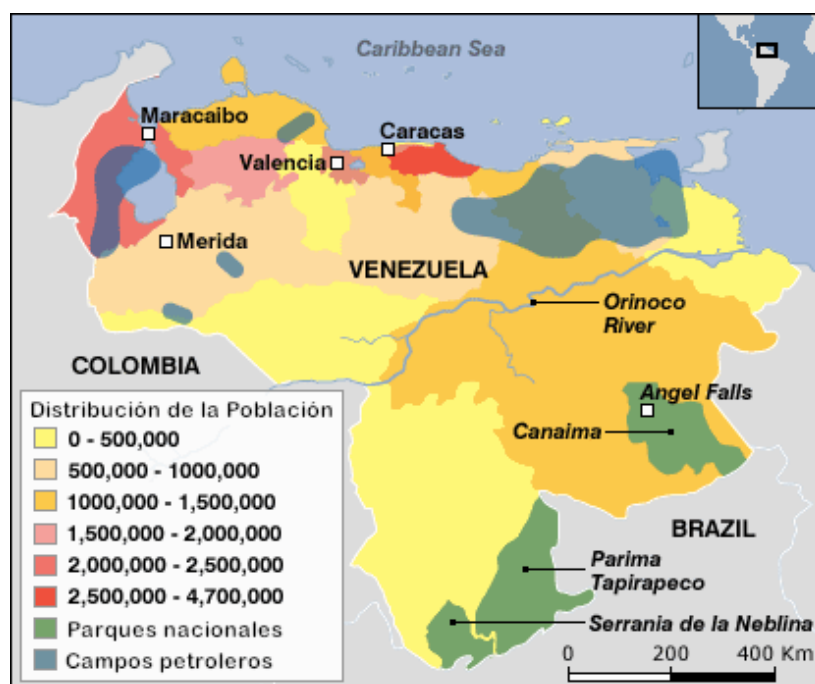 Caribbean Sea
Maracaibo
Caracas
Valencia
Merida
VENEZUELA
Orinoco
River
COLOMBIA
Angel Falls
Canaima
BRAZIL
Parima
Tapirapeco
Serrania de la Neblina
Distribución de la Población
0 - 500,000
500,000 - 1000,000
1000,000 - 1,500,000
1,500,000 - 2,000,000
2,000,000 - 2,500,000
2,500,000 - 4,700,000
Parques nacionales
Campos petroleros
0 200 400 Km